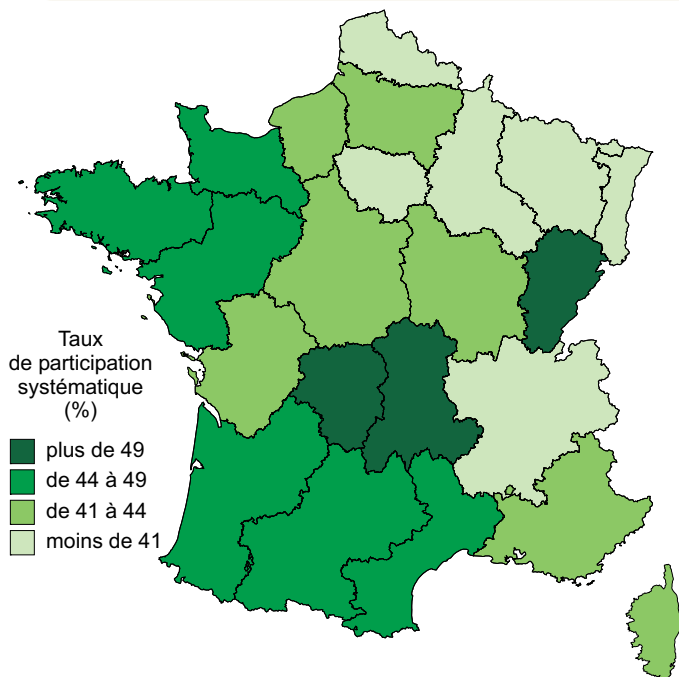 Taux
de participation
systématique
(%)
plus de 49
de 44 à 49
de 41 à 44
moins de 41